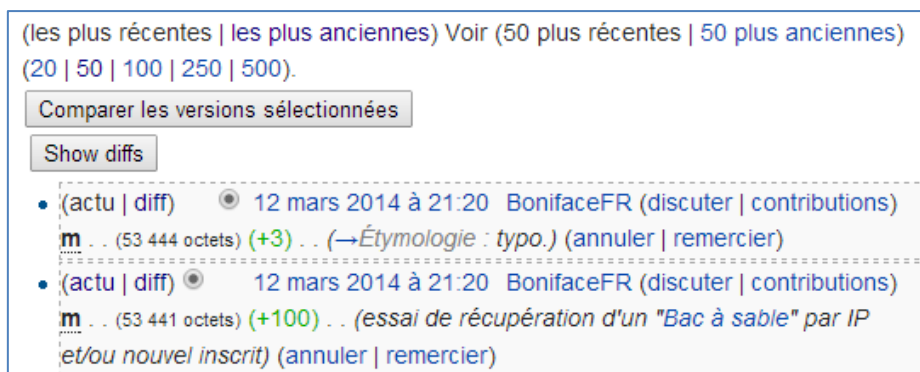 (les plus récentes | les plus anciennes) Voir (50 plus récentes | 50 plus anciennes)
(20 | 50 | 100 | 250 | 500).
Comparer les versions sélectionnées
Show diffs
(actu | diff) 12 mars 2014 à 21:20 BonifaceFR (discuter | contributions)
m . . (53 444 octets) (+3) . . (→Étymologie : typo.) (annuler | remercier)
(actu | diff) 12 mars 2014 à 21:20 BonifaceFR (discuter | contributions)
m . . (53 441 octets) (+100) . . (essai de récupération d'un "Bac à sable" par IP
et/ou nouvel inscrit) (annuler | remercier)